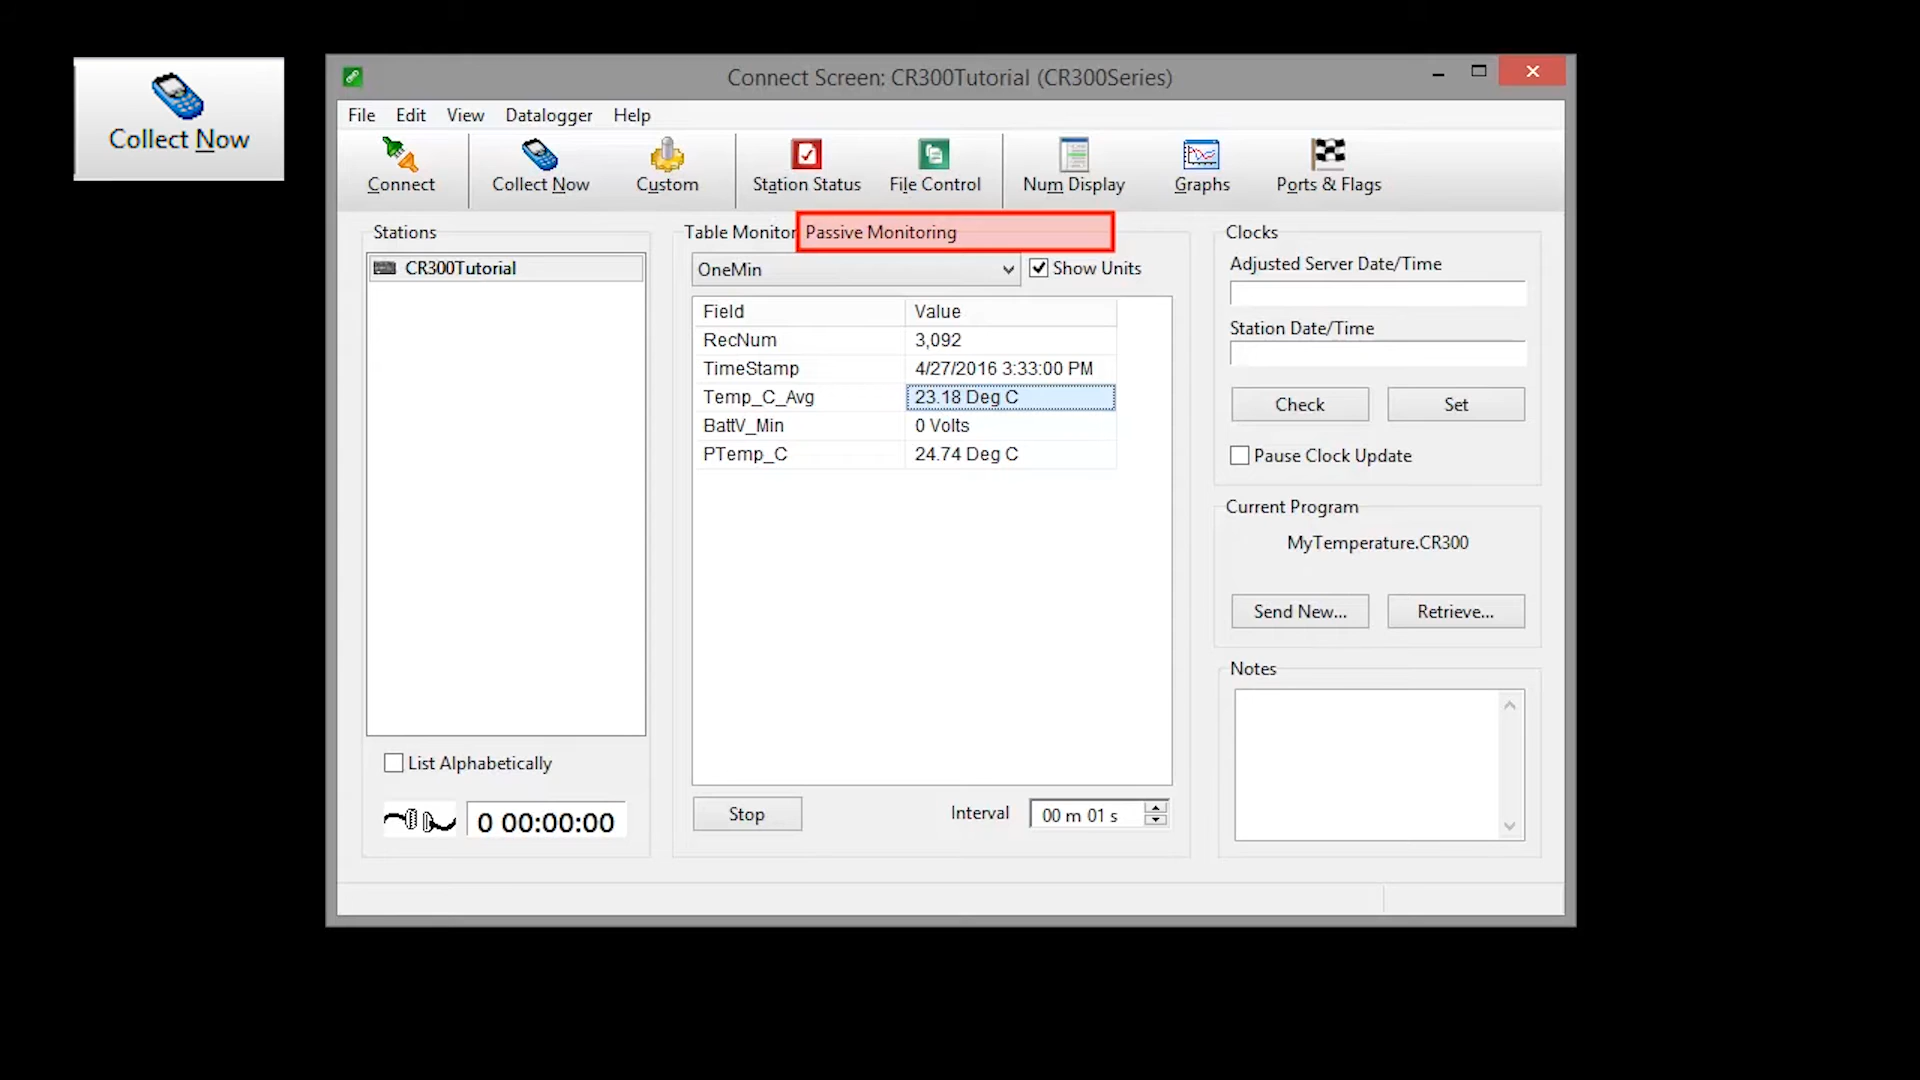 Collect Now
Connect Screen: CR300Tutorial (CR300Series)
File Edit View Datalogger Help
Connect Collect Now Custom Station Status File Control Num Display Graphs Ports & Flags
Stations
CR300Tutorial
List Alphabetically
0 00:00:00
Table Monitor Passive Monitoring
OneMin Show Units
Field Value
RecNum 3,092
TimeStamp 4/27/2016 3:33:00 PM
Temp_C_Avg 23.18 Deg C
BattV_Min 0 Volts
PTemp_C 24.74 Deg C
Stop Interval 00 m 01 s
Clocks
Adjusted Server Date/Time
Station Date/Time
Check Set
Pause Clock Update
Current Program
MyTemperature.CR300
Send New... Retrieve...
Notes